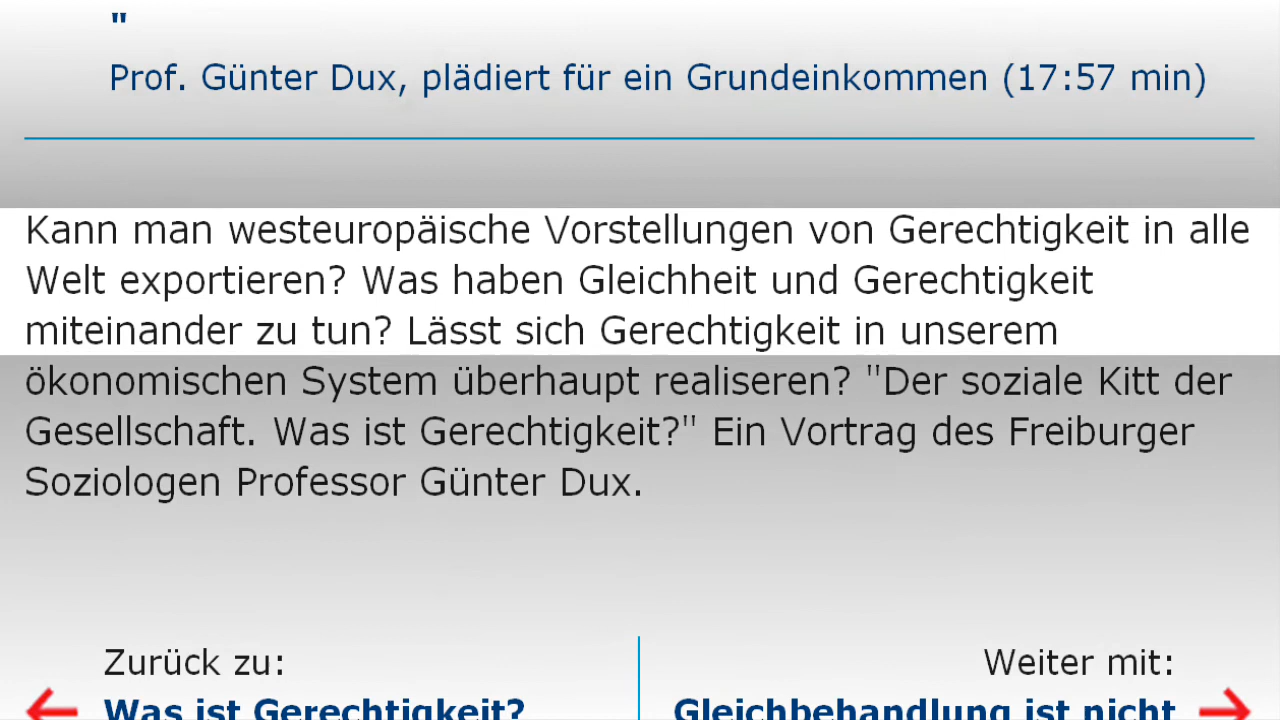 "
Prof. Günter Dux, plädiert für ein Grundeinkommen (17:57 min)
Kann man westeuropäische Vorstellungen von Gerechtigkeit in alle
Welt exportieren? Was haben Gleichheit und Gerechtigkeit
miteinander zu tun? Lässt sich Gerechtigkeit in unserem
ökonomischen System überhaupt realiseren? "Der soziale Kitt der
Gesellschaft. Was ist Gerechtigkeit?" Ein Vortrag des Freiburger
Soziologen Professor Günter Dux.
Zurück zu:
Was ist Gerechtigkeit?
Weiter mit:
Gleichbehandlung ist nicht